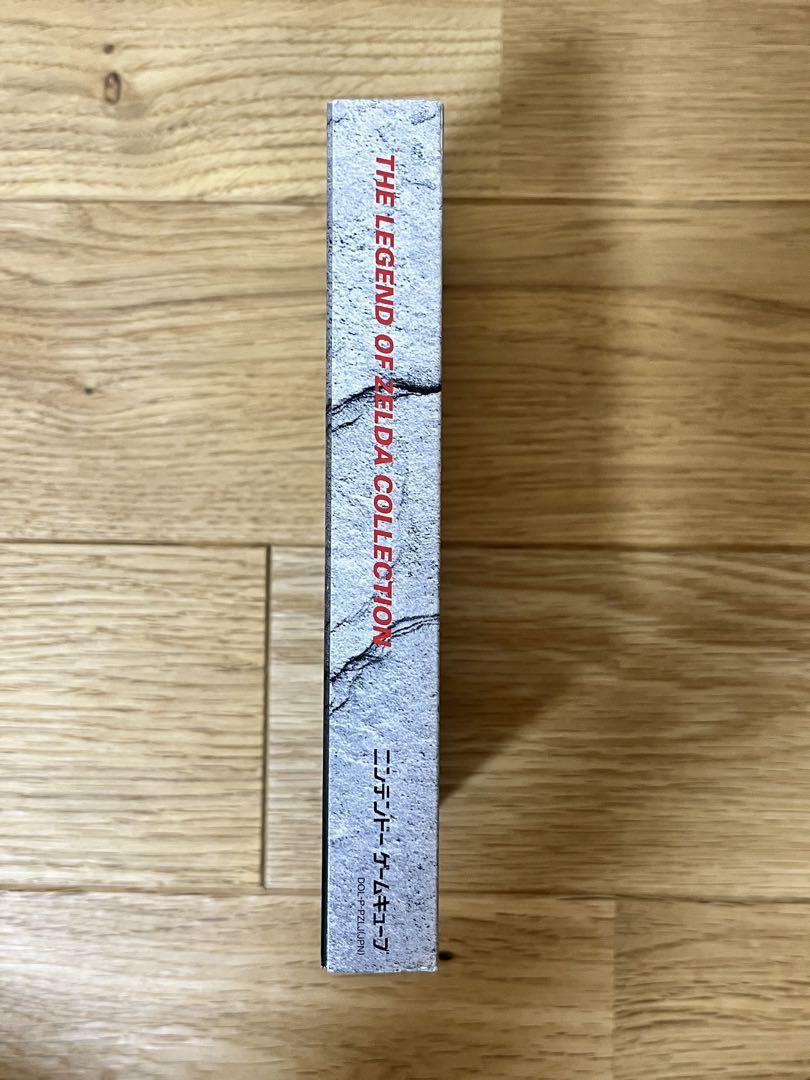 THE LEGEND OF ZELDA COLLECTION
ニンテンドーゲームキューブ
DOL-P-PZLJ(JPN)